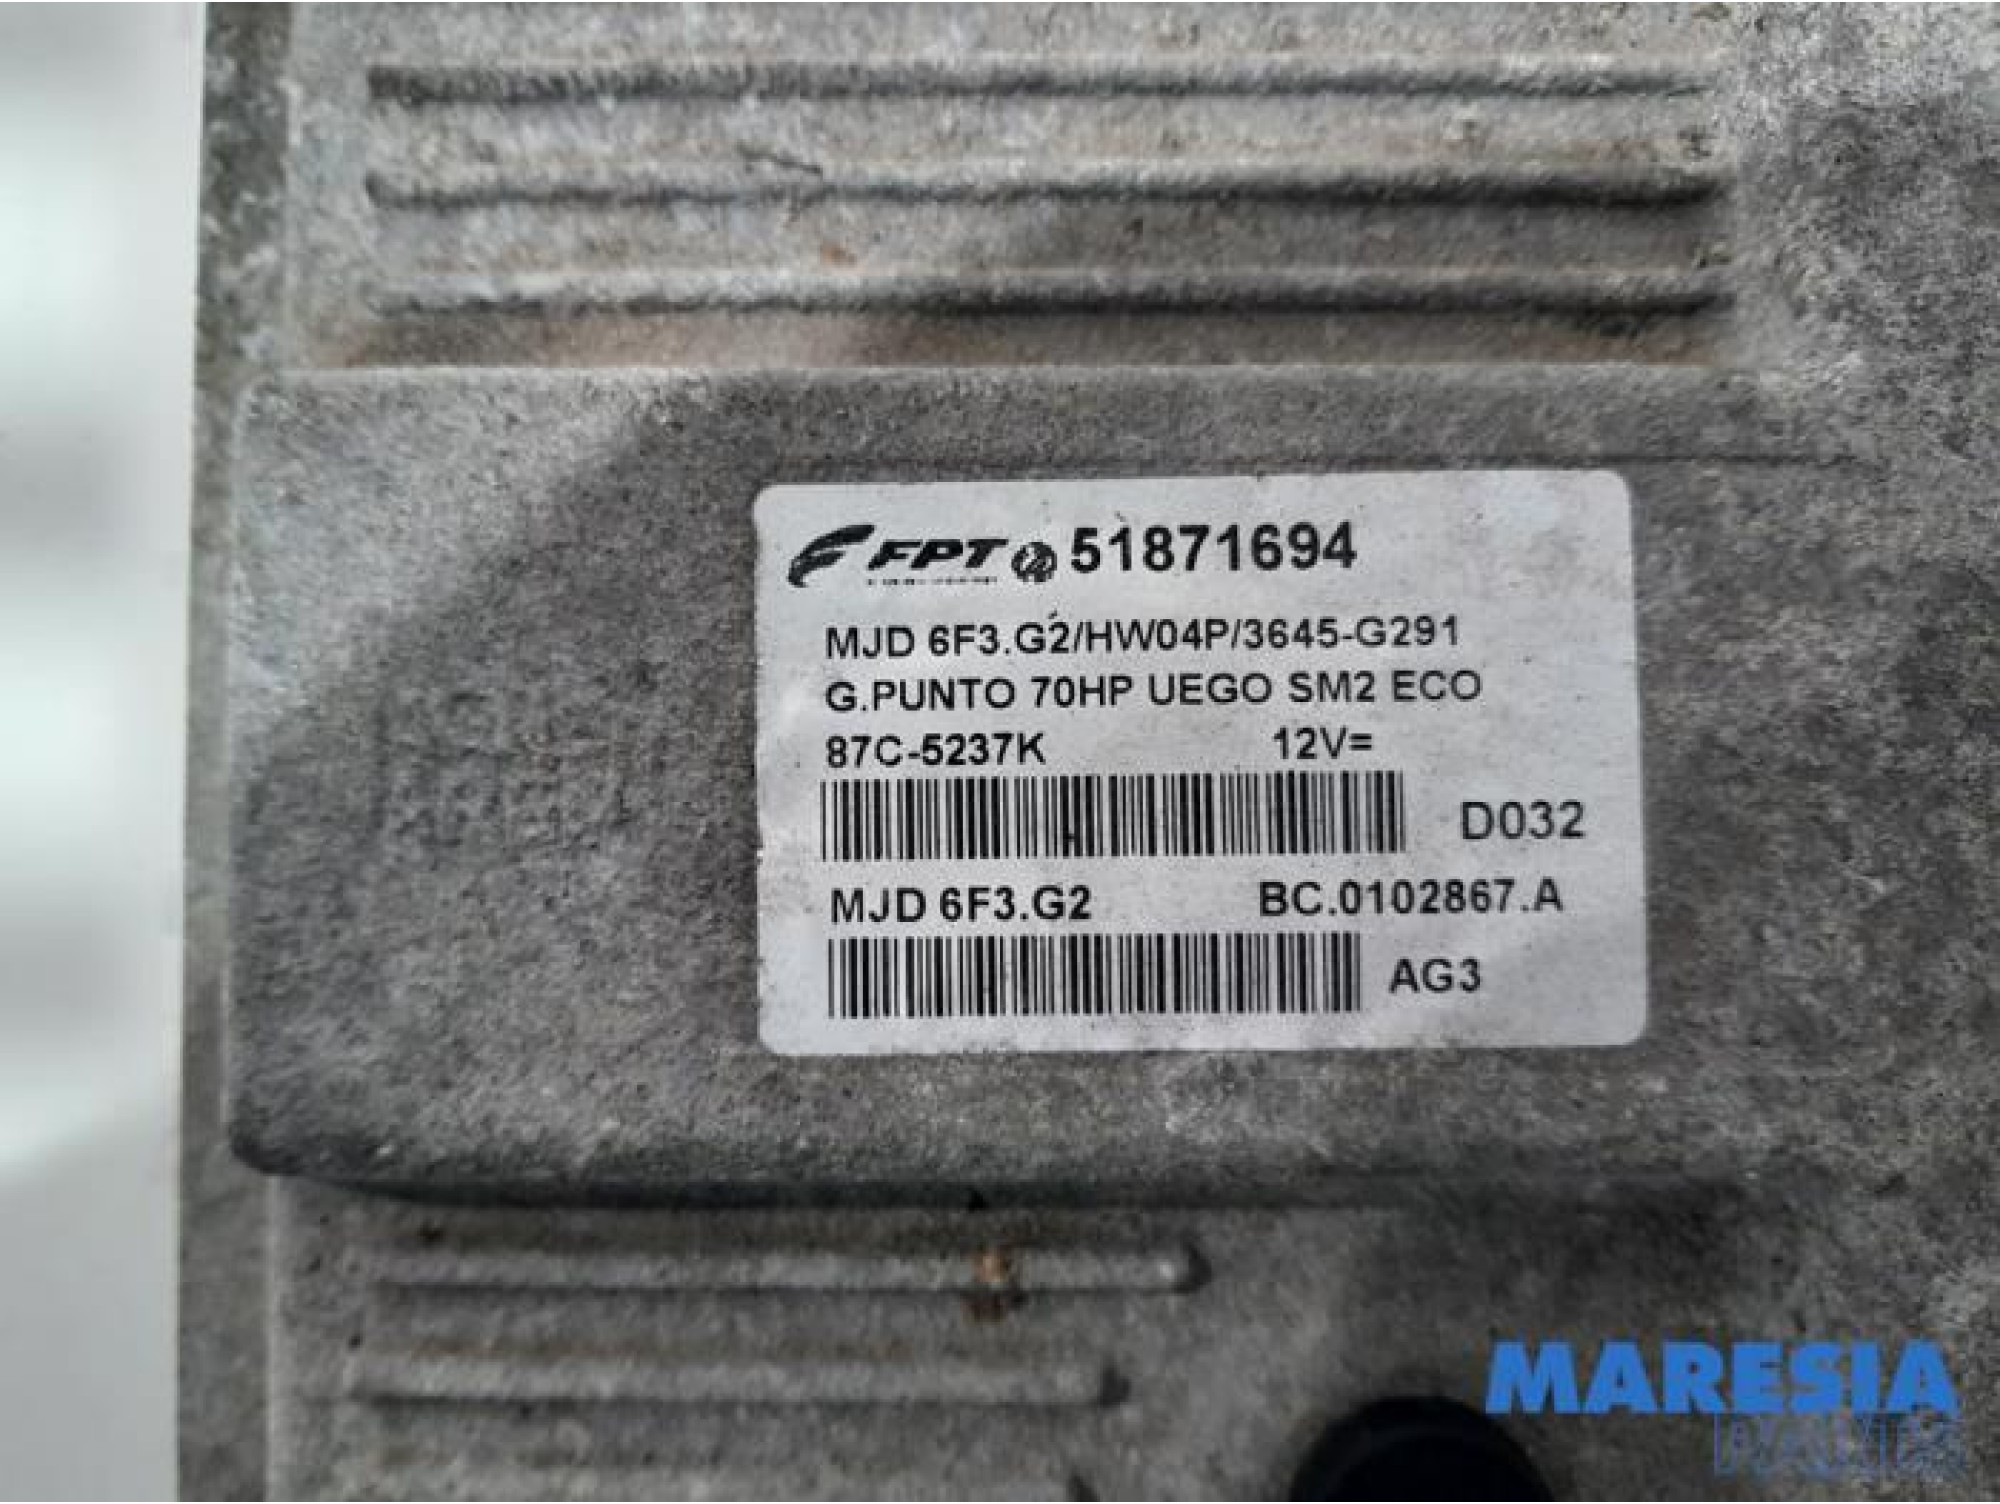 FPT 51871694
MJD 6F3.G2/HW04P/3645-G291
G.PUNTO 70HP UEGO SM2 ECO
87C-5237K 12V=
D032
MJD 6F3.G2 BC.0102867.A
AG3
MARESIA
PARTS